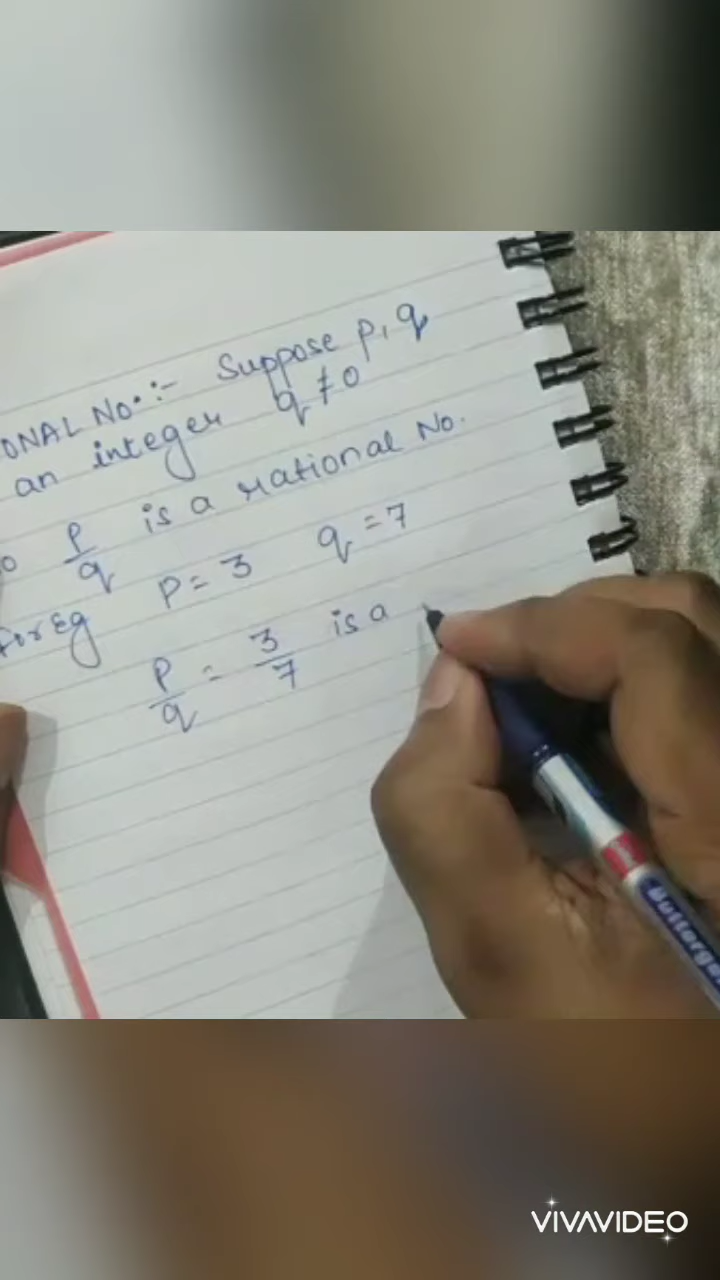 ONAL NO.:- Suppose P, q
an integer q ≠ 0
P/q is a rational No.
for eg P = 3 q = 7
P/q = 3/7 is a
VIVAVIDEO